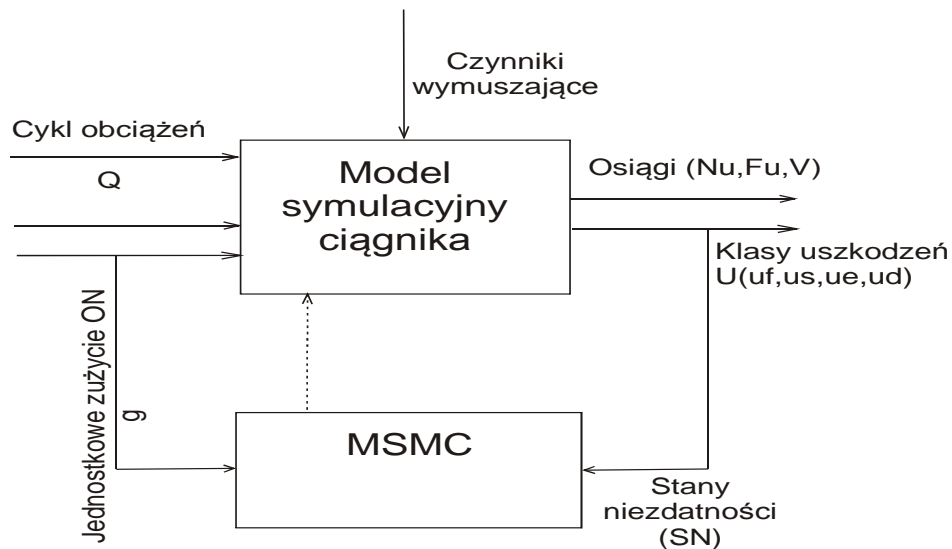 Czynniki
wymuszające
Cykl obciążeń
Q
Model
symulacyjny
ciągnika
Osiągi (Nu,Fu,V)
Klasy uszkodzeń
U(uf,us,ue,ud)
Jednostkowe zużycie ON
g
MSMC
Stany
niezdatności
(SN)